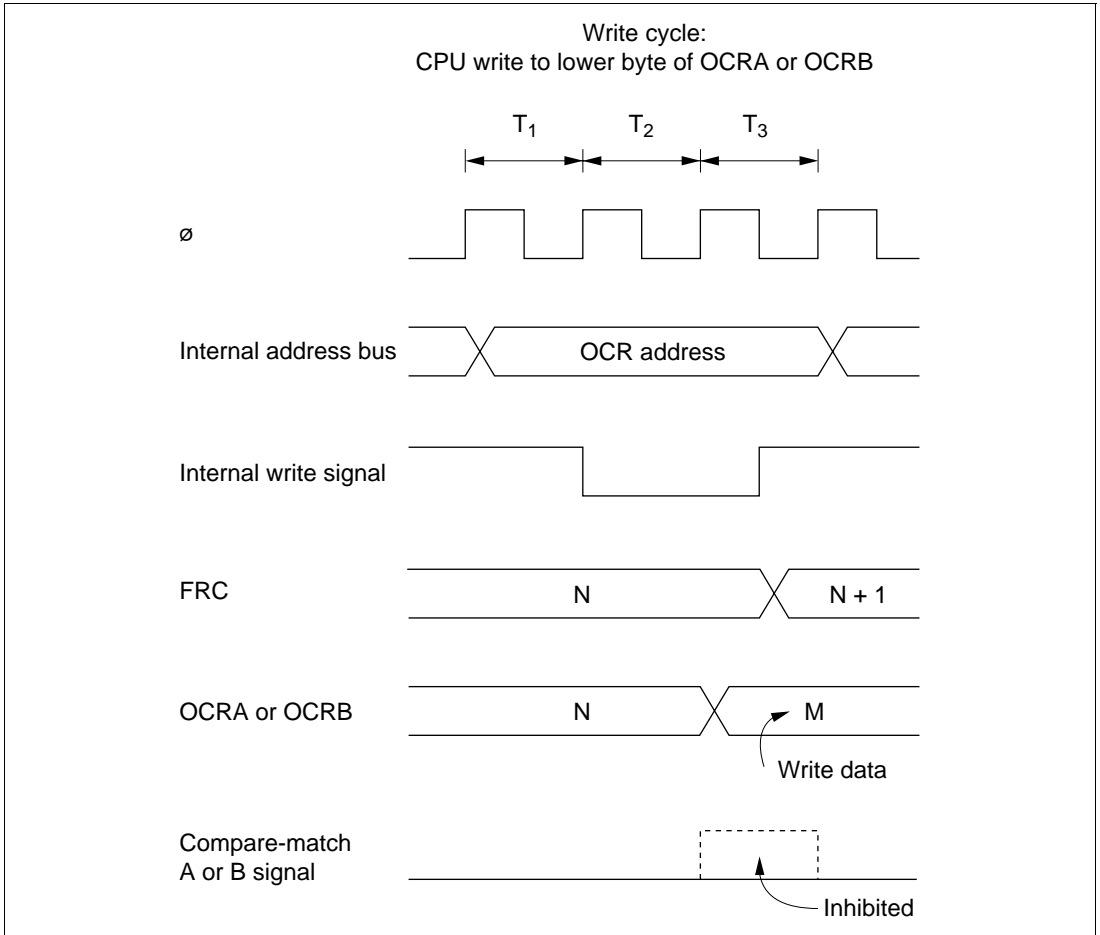 Write cycle:
CPU write to lower byte of OCRA or OCRB
T1 T2 T3
ø
Internal address bus OCR address
Internal write signal
FRC N N + 1
OCRA or OCRB N M
Write data
Compare-match
A or B signal
Inhibited